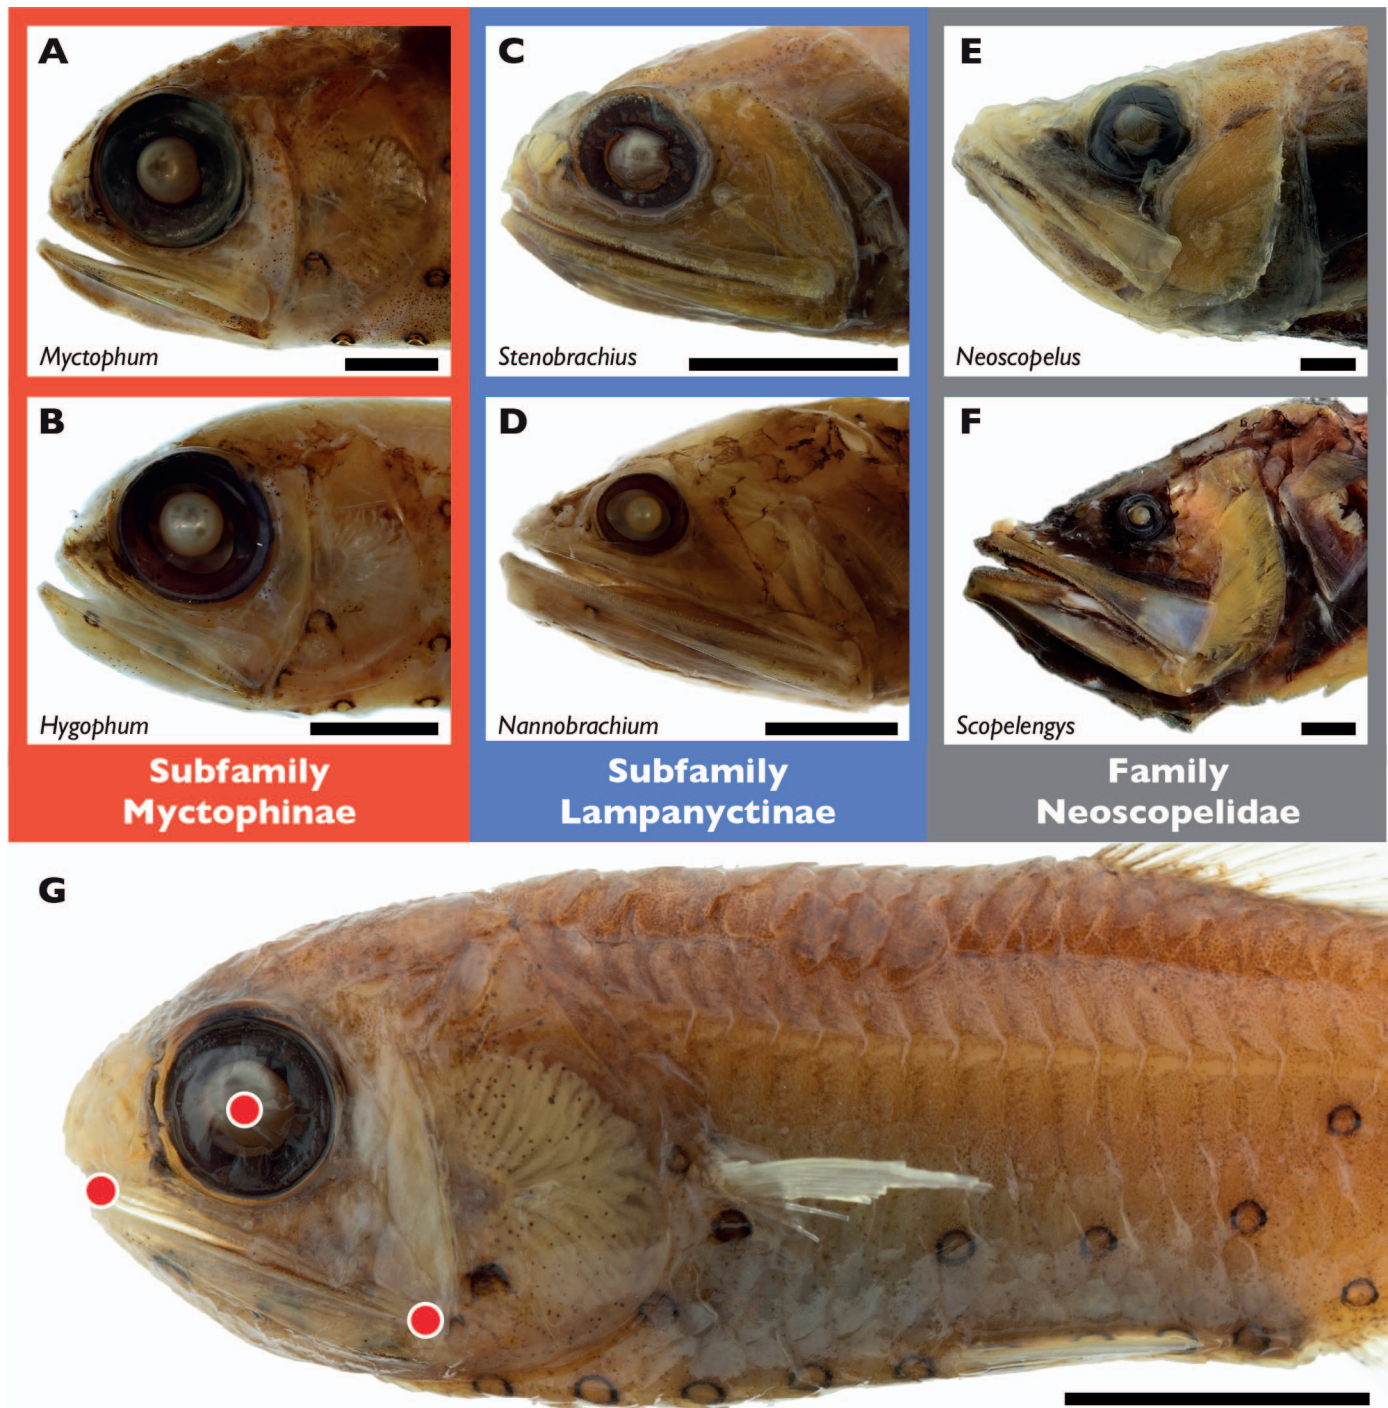 A
Myctophum
B
Hygophum
Subfamily
Myctophinae
C
Stenobrachius
D
Nannobrachium
Subfamily
Lampanyctinae
E
Neoscopelus
F
Scopelengys
Family
Neoscopelidae
G